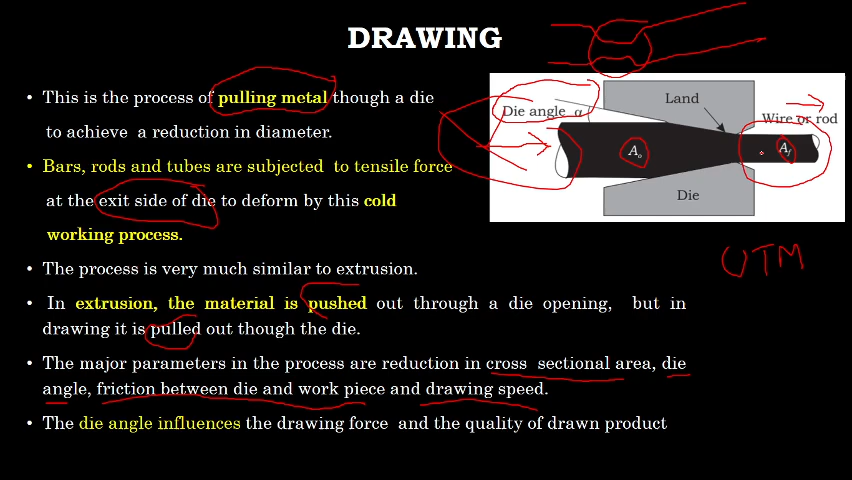 DRAWING
• This is the process of pulling metal though a die
to achieve a reduction in diameter.
• Bars, rods and tubes are subjected to tensile force
at the exit side of die to deform by this cold
working process.
• The process is very much similar to extrusion.
• In extrusion, the material is pushed out through a die opening, but in
drawing it is pulled out though the die.
• The major parameters in the process are reduction in cross sectional area, die
angle, friction between die and work piece and drawing speed.
• The die angle influences the drawing force and the quality of drawn product
Land
Die angle α
Wire or rod
Ao
Af
Die
UTM